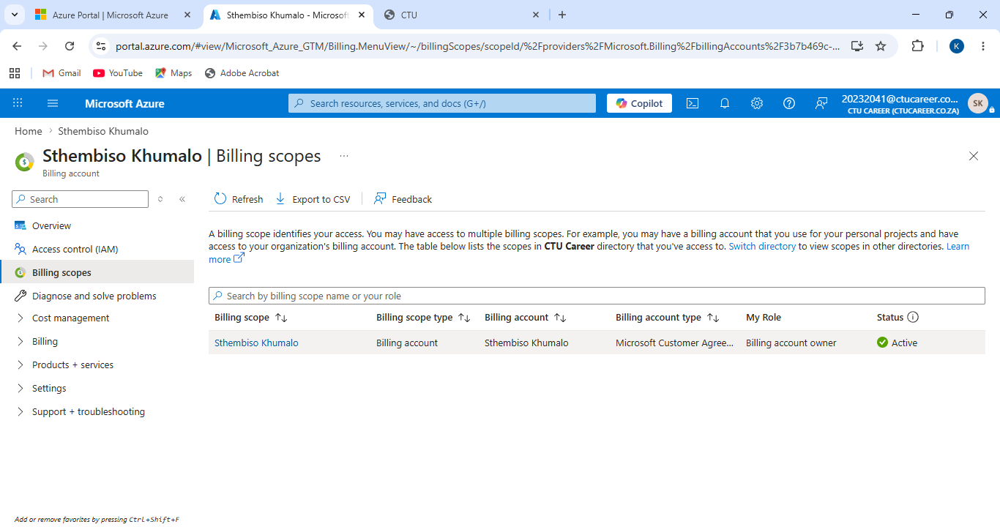 Azure Portal | Microsoft Azure
Sthembiso Khumalo - Microsoft
CTU
portal.azure.com/#view/Microsoft_Azure_GTM/Billing.MenuView/~/billingScopes/scopeId/%2Fproviders%2FMicrosoft.Billing%2FbillingAccounts%2F3b7b469c-...
K
Gmail
YouTube
Maps
Adobe Acrobat
Microsoft Azure
Search resources, services, and docs (G+/)
Copilot
20232041@ctucareer.co....
CTU CAREER (CTUCAREER.CO.ZA)
SK
Home > Sthembiso Khumalo
Sthembiso Khumalo | Billing scopes ...
Billing account
Search
Refresh
Export to CSV
Feedback
Overview
Access control (IAM)
Billing scopes
Diagnose and solve problems
Cost management
Billing
Products + services
Settings
Support + troubleshooting
A billing scope identifies your access. You may have access to multiple billing scopes. For example, you may have a billing account that you use for your personal projects and have
access to your organization's billing account. The table below lists the scopes in CTU Career directory that you've access to. Switch directory to view scopes in other directories. Learn
more
Search by billing scope name or your role
Billing scope Billing scope type Billing account Billing account type My Role Status
Sthembiso Khumalo Billing account Sthembiso Khumalo Microsoft Customer Agree... Billing account owner Active
Add or remove favorites by pressing Ctrl+Shift+F